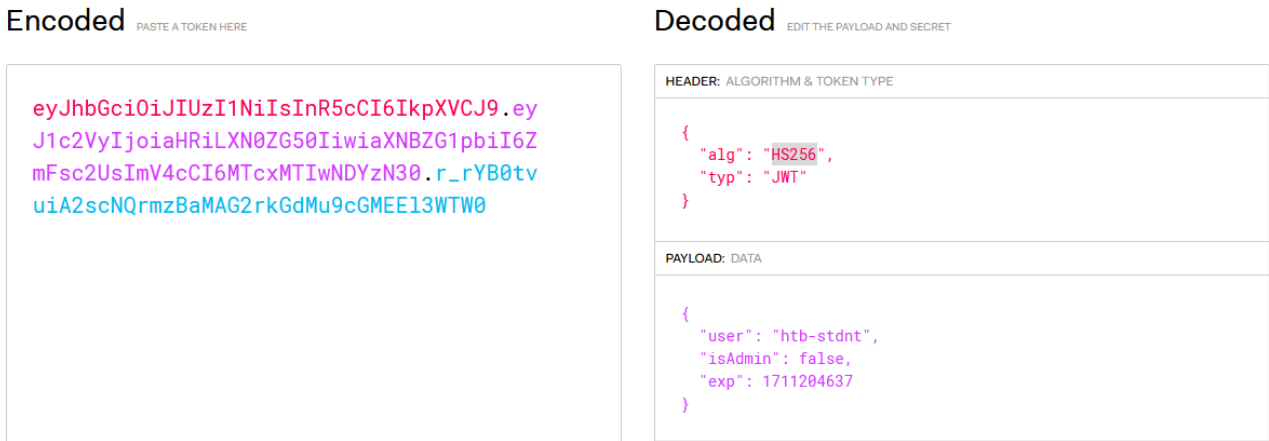 Encoded PASTE A TOKEN HERE
eyJhbGciOiJIUzI1NiIsInR5cCI6IkpXVCJ9.ey
J1c2VyIjoiaHRiLXN0ZG50IiwiaXNBZG1pbiI6Z
mFsc2UsImV4cCI6MTcxMTIwNDYzN30.r_rYB0tv
uiA2scNQrmzBaMAG2rkGdMu9cGMEEl3WTW0
Decoded EDIT THE PAYLOAD AND SECRET
HEADER: ALGORITHM & TOKEN TYPE
{
"alg": "HS256",
"typ": "JWT"
}
PAYLOAD: DATA
{
"user": "htb-stdnt",
"isAdmin": false,
"exp": 1711204637
}